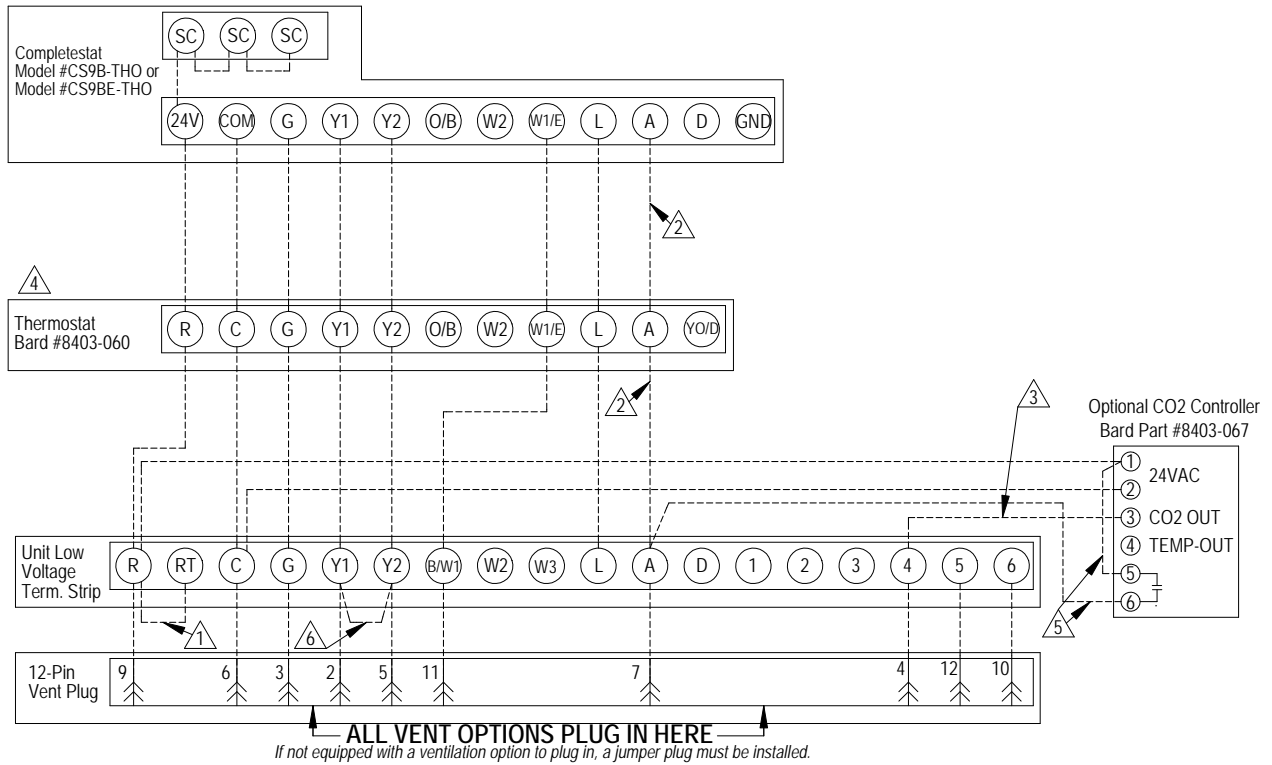 SC SC SC
Completestat
Model #CS9B-THO or
Model #CS9BE-THO
24V COM G Y1 Y2 O/B W2 W1/E L A D GND
2
4
Thermostat
Bard #8403-060
R C G Y1 Y2 O/B W2 W1/E L A YO/D
2
3
Optional CO2 Controller
Bard Part #8403-067
1
24VAC
2
3 CO2 OUT
4 TEMP-OUT
5
6
5
Unit Low
Voltage
Term. Strip
R RT C G Y1 Y2 B/W1 W2 W3 L A D 1 2 3 4 5 6
1
6
12-Pin
Vent Plug
9 6 3 2 5 11 7 4 12 10
ALL VENT OPTIONS PLUG IN HERE
If not equipped with a ventilation option to plug in, a jumper plug must be installed.